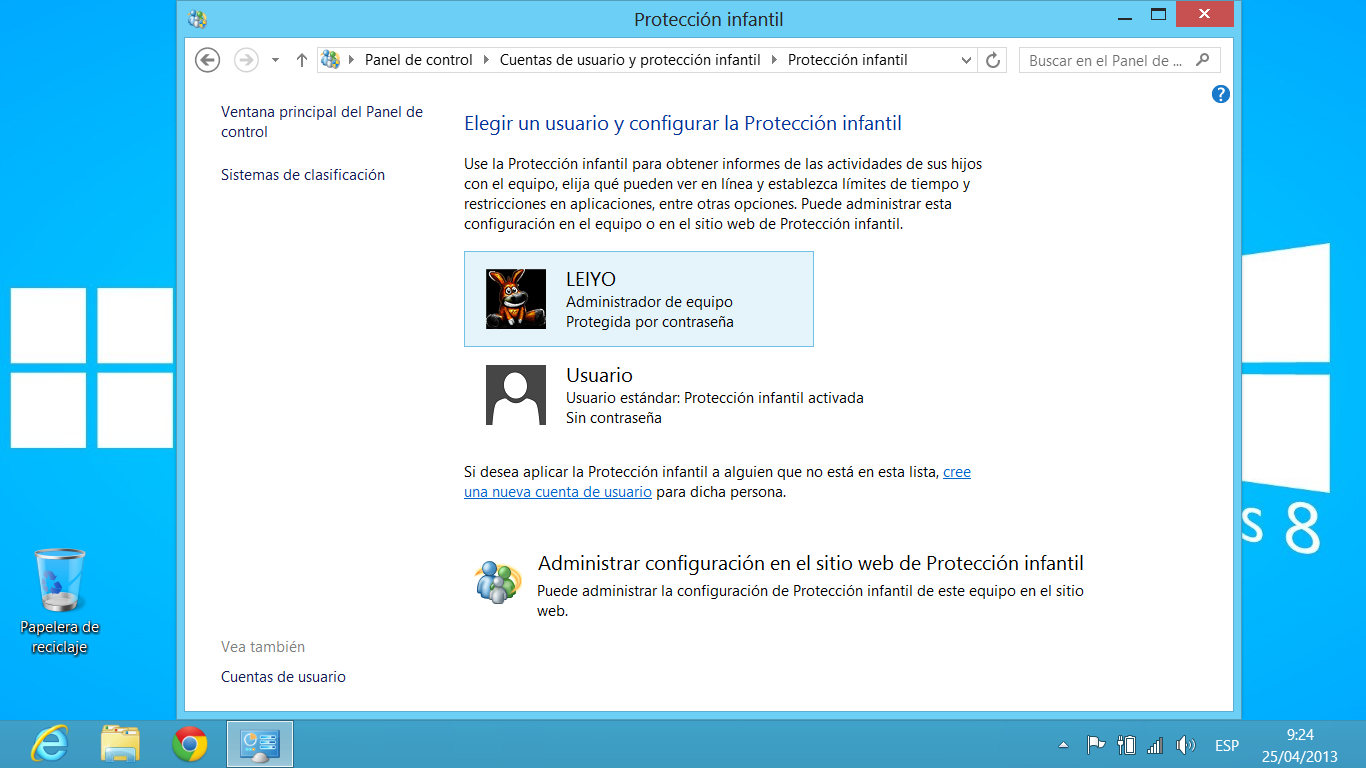 Protección infantil
Panel de control
Cuentas de usuario y protección infantil
Protección infantil
Buscar en el Panel de ...
Ventana principal del Panel de
control
Sistemas de clasificación
Elegir un usuario y configurar la Protección infantil
Use la Protección infantil para obtener informes de las actividades de sus hijos
con el equipo, elija qué pueden ver en línea y establezca límites de tiempo y
restricciones en aplicaciones, entre otras opciones. Puede administrar esta
configuración en el equipo o en el sitio web de Protección infantil.
LEIYO
Administrador de equipo
Protegida por contraseña
Usuario
Usuario estándar: Protección infantil activada
Sin contraseña
Si desea aplicar la Protección infantil a alguien que no está en esta lista, cree
una nueva cuenta de usuario para dicha persona.
Administrar configuración en el sitio web de Protección infantil
Puede administrar la configuración de Protección infantil de este equipo en el sitio
web.
Vea también
Cuentas de usuario
s 8
Papelera de
reciclaje
ESP
9:24
25/04/2013